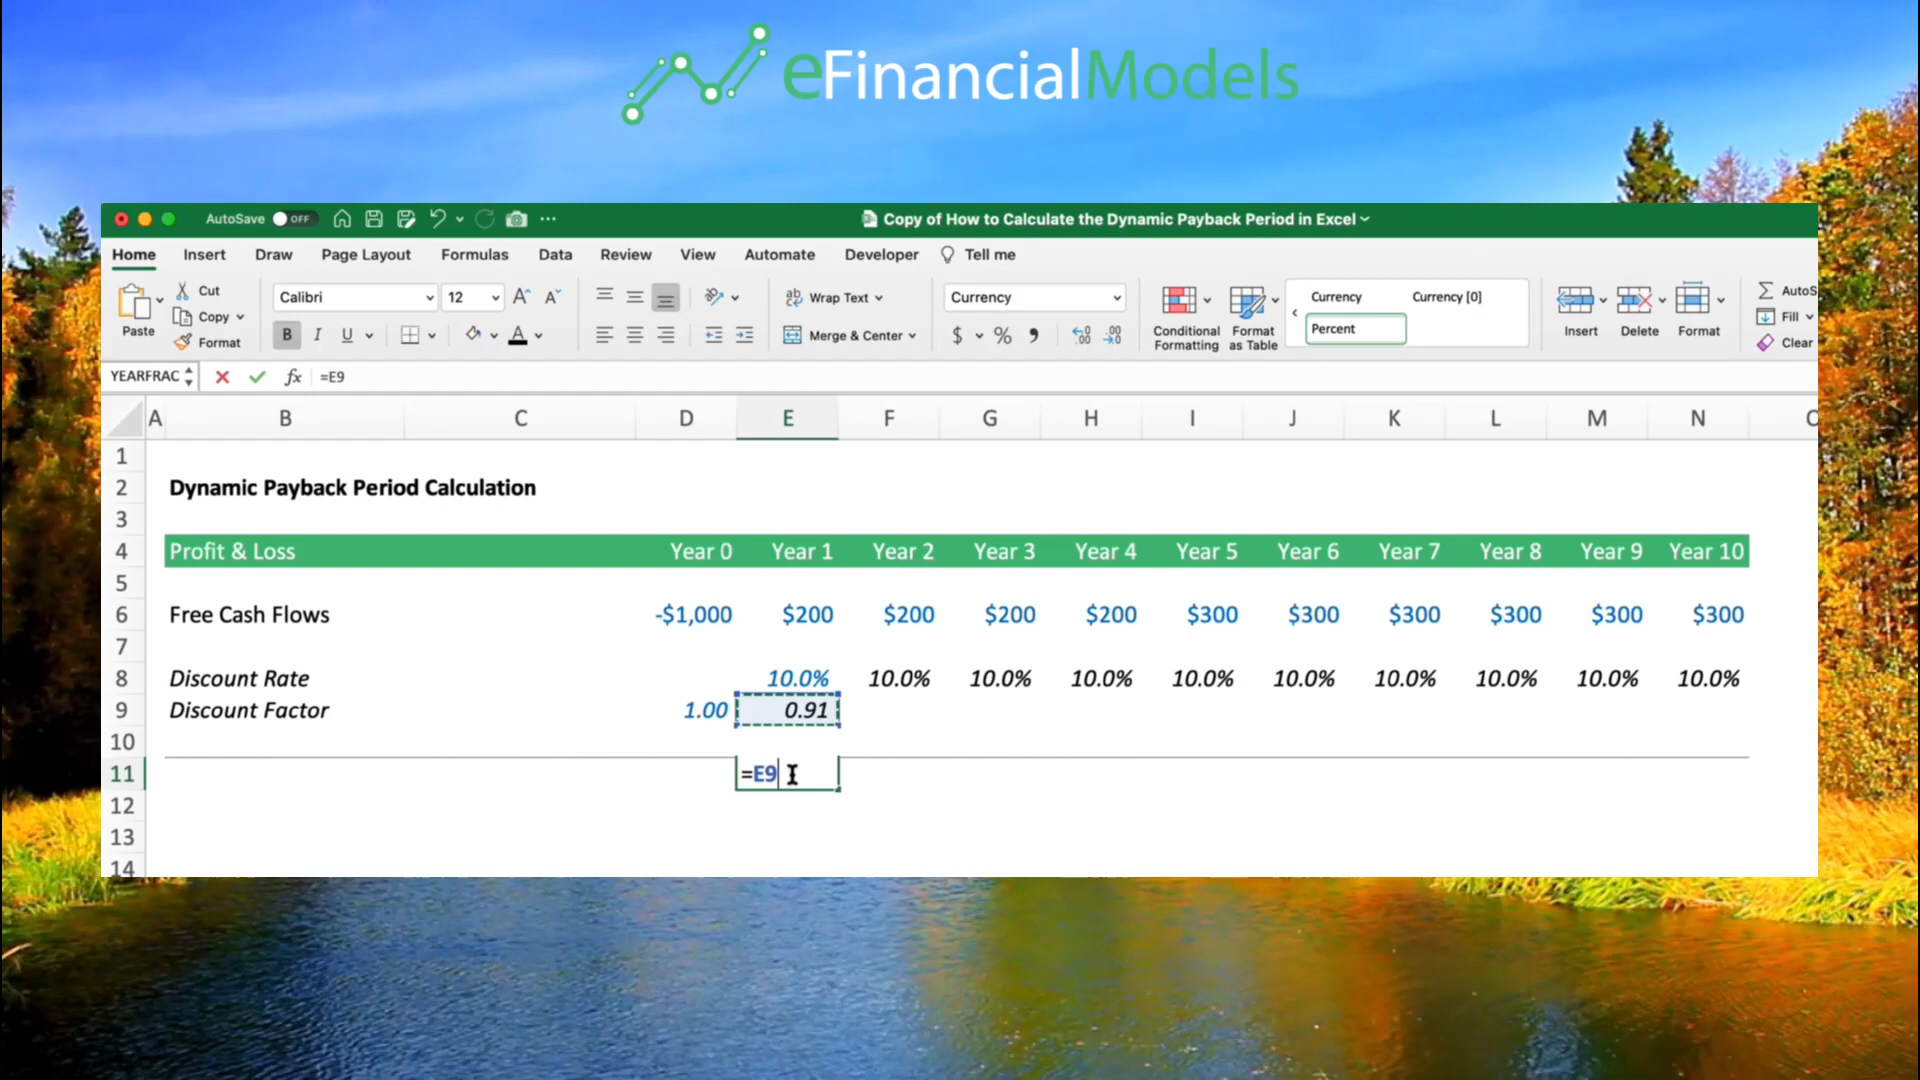 eFinancialModels
AutoSave OFF ... Copy of How to Calculate the Dynamic Payback Period in Excel
Home Insert Draw Page Layout Formulas Data Review View Automate Developer Tell me
Paste Cut Copy Format
Calibri 12 A A
B I U A
ab c Wrap Text
Merge & Center
Currency
$ % , .00 .00
Conditional Formatting
Format as Table
Currency Currency [0]
Percent
Insert Delete Format
AutoS
Fill
Clear
YEARFRAC fx =E9
A B C D E F G H I J K L M N
1
2 Dynamic Payback Period Calculation
3
4 Profit & Loss Year 0 Year 1 Year 2 Year 3 Year 4 Year 5 Year 6 Year 7 Year 8 Year 9 Year 10
5
6 Free Cash Flows -$1,000 $200 $200 $200 $200 $300 $300 $300 $300 $300 $300
7
8 Discount Rate 10.0% 10.0% 10.0% 10.0% 10.0% 10.0% 10.0% 10.0% 10.0% 10.0%
9 Discount Factor 1.00 0.91
10
11 =E9
12
13
14